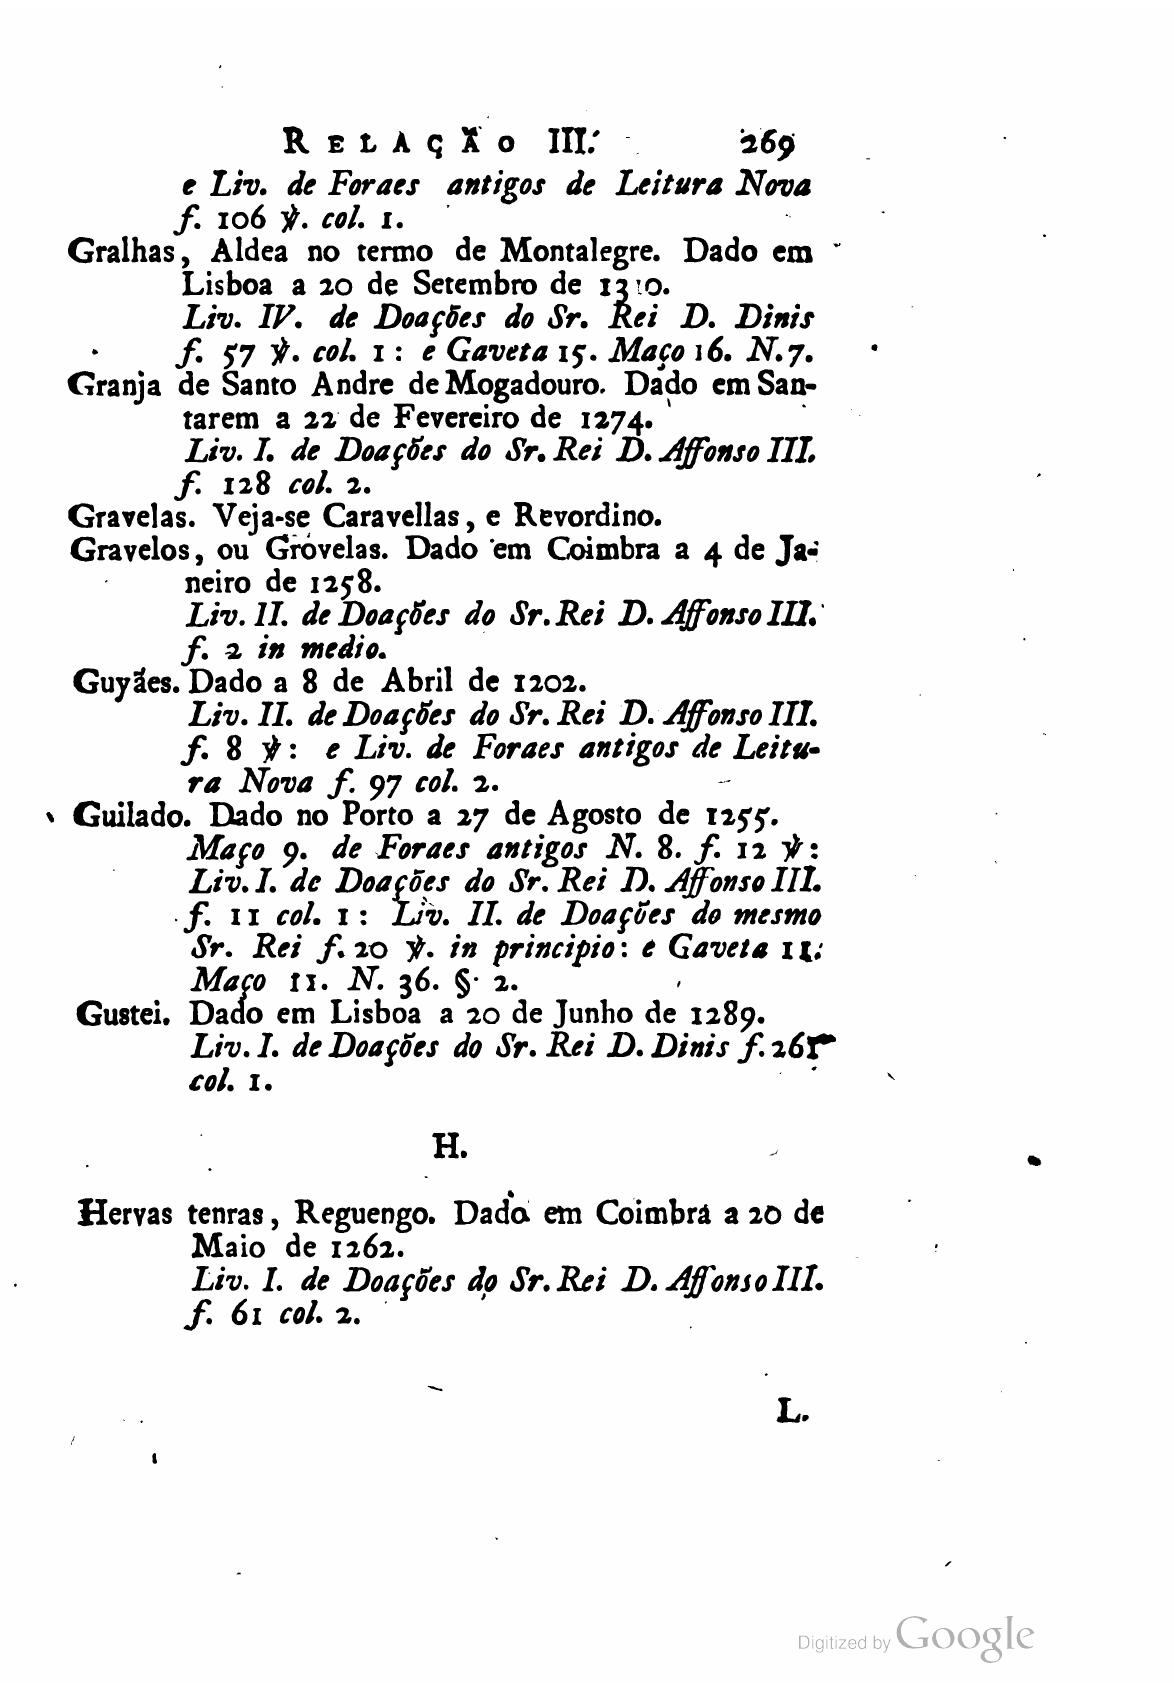 RELAÇÃO III. 269
e Liv. de Foraes antigos de Leitura Nova
f. 106 ℣. col. 1.
Gralhas, Aldea no termo de Montalegre. Dado em
Lisboa a 20 de Setembro de 1310.
Liv. IV. de Doações do Sr. Rei D. Dinis
f. 57 ℣. col. 1: e Gaveta 15. Maço 16. N. 7.
Granja de Santo Andre de Mogadouro. Dado em San-
tarem a 22 de Fevereiro de 1274.
Liv. I. de Doações do Sr. Rei D. Affonso III.
f. 128 col. 2.
Gravelas. Veja-se Caravellas, e Revordino.
Gravelos, ou Grovelas. Dado em Coimbra a 4 de Ja-
neiro de 1258.
Liv. II. de Doações do Sr. Rei D. Affonso III.
f. 2 in medio.
Guyães. Dado a 8 de Abril de 1202.
Liv. II. de Doações do Sr. Rei D. Affonso III.
f. 8 ℣: e Liv. de Foraes antigos de Leitu-
ra Nova f. 97 col. 2.
Guilado. Dado no Porto a 27 de Agosto de 1255.
Maço 9. de Foraes antigos N. 8. f. 12 ℣:
Liv. I. de Doações do Sr. Rei D. Affonso III.
f. 11 col. 1: Liv. II. de Doações do mesmo
Sr. Rei f. 20 ℣. in principio: e Gaveta 11.
Maço 11. N. 36. §. 2.
Gustei. Dado em Lisboa a 20 de Junho de 1289.
Liv. I. de Doações do Sr. Rei D. Dinis f. 261
col. 1.
H.
Hervas tenras, Reguengo. Dado em Coimbra a 20 de
Maio de 1262.
Liv. I. de Doações do Sr. Rei D. Affonso III.
f. 61 col. 2.
L.
Digitized by Google